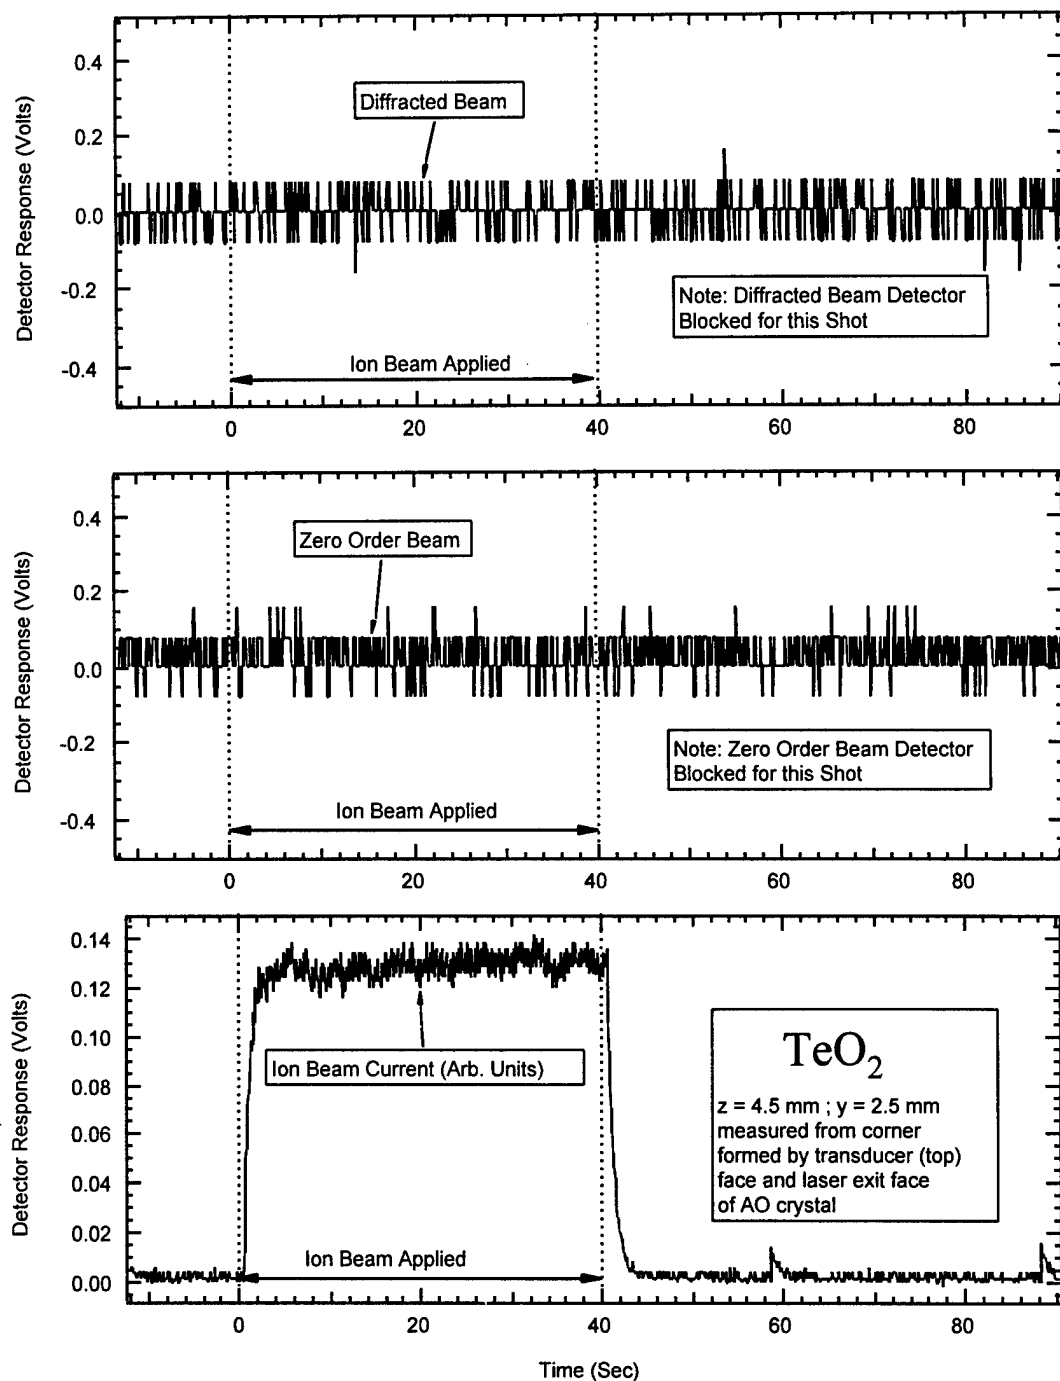 0.4
0.2
0.0
-0.2
-0.4
Detector Response (Volts)
Diffracted Beam
Note: Diffracted Beam Detector
Blocked for this Shot
Ion Beam Applied
0
20
40
60
80
0.4
0.2
0.0
-0.2
-0.4
Detector Response (Volts)
Zero Order Beam
Note: Zero Order Beam Detector
Blocked for this Shot
Ion Beam Applied
0
20
40
60
80
0.14
0.12
0.10
0.08
0.06
0.04
0.02
0.00
Detector Response (Volts)
Ion Beam Current (Arb. Units)
TeO₂
z = 4.5 mm ; y = 2.5 mm
measured from corner
formed by transducer (top)
face and laser exit face
of AO crystal
Ion Beam Applied
0
20
40
60
80
Time (Sec)